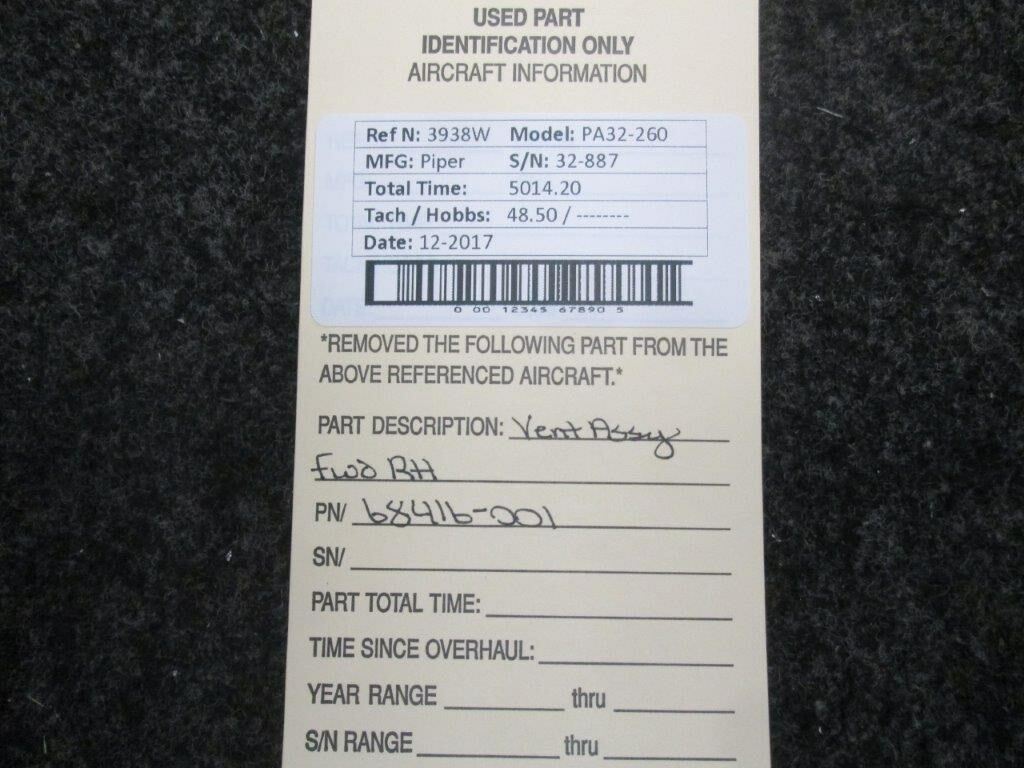 USED PART
IDENTIFICATION ONLY
AIRCRAFT INFORMATION
Ref N: 3938W Model: PA32-260
MFG: Piper S/N: 32-887
Total Time: 5014.20
Tach / Hobbs: 48.50 / --------
Date: 12-2017
0 00 12345 67890 5
*REMOVED THE FOLLOWING PART FROM THE
ABOVE REFERENCED AIRCRAFT.*
PART DESCRIPTION: Vent Assy
Fwd RH
PN/ 68416-001
SN/
PART TOTAL TIME:
TIME SINCE OVERHAUL:
YEAR RANGE thru
S/N RANGE thru